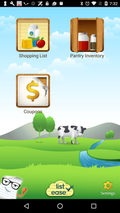 7:22
Shopping List
Pantry Inventory
Coupons
list
ease
Settings